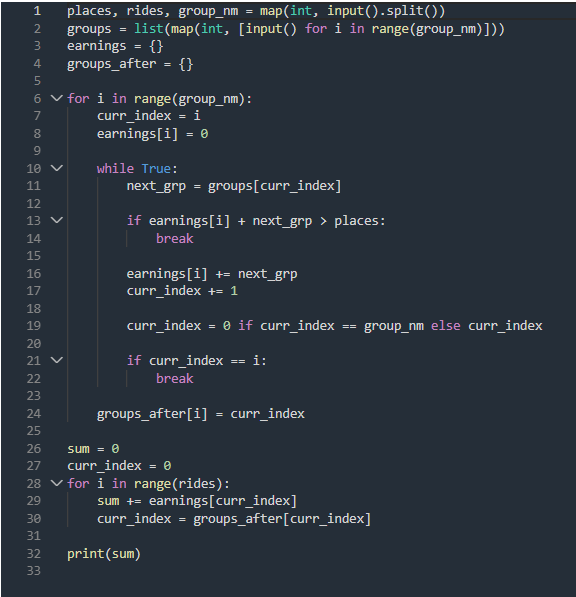 1 places, rides, group_nm = map(int, input().split())
2 groups = list(map(int, [input() for i in range(group_nm)]))
3 earnings = {}
4 groups_after = {}
5
6 for i in range(group_nm):
7     curr_index = i
8     earnings[i] = 0
9
10     while True:
11         next_grp = groups[curr_index]
12
13         if earnings[i] + next_grp > places:
14             break
15
16         earnings[i] += next_grp
17         curr_index += 1
18
19         curr_index = 0 if curr_index == group_nm else curr_index
20
21         if curr_index == i:
22             break
23
24     groups_after[i] = curr_index
25
26 sum = 0
27 curr_index = 0
28 for i in range(rides):
29     sum += earnings[curr_index]
30     curr_index = groups_after[curr_index]
31
32 print(sum)
33